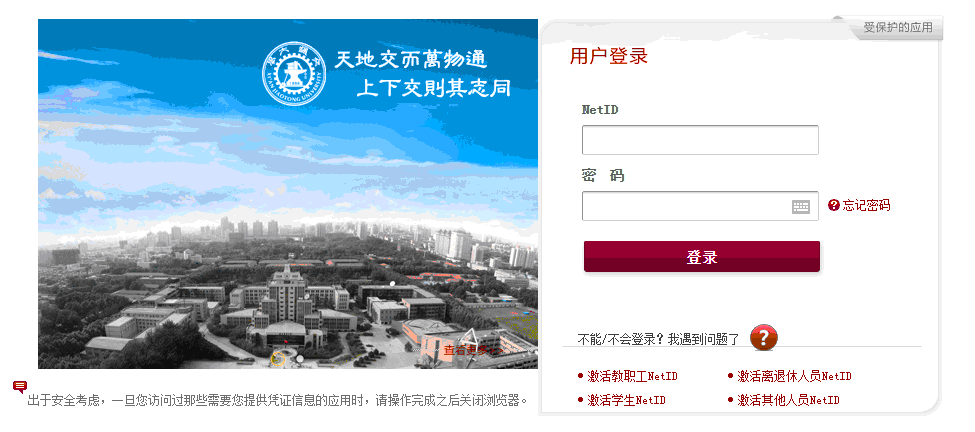 受保护的应用
天地交而萬物通
上下交則其志同
用户登录
NetID
密 码
忘记密码
登录
不能/不会登录？我遇到问题了
激活教职工NetID
激活离退休人员NetID
激活学生NetID
激活其他人员NetID
出于安全考虑，一旦您访问过那些需要您提供凭证信息的应用时，请操作完成之后关闭浏览器。